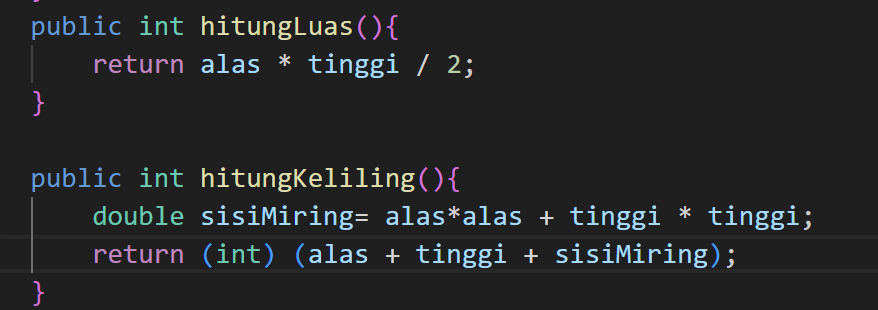 public int hitungLuas(){
return alas * tinggi / 2;
}
public int hitungKeliling(){
double sisiMiring= alas*alas + tinggi * tinggi;
return (int) (alas + tinggi + sisiMiring);
}